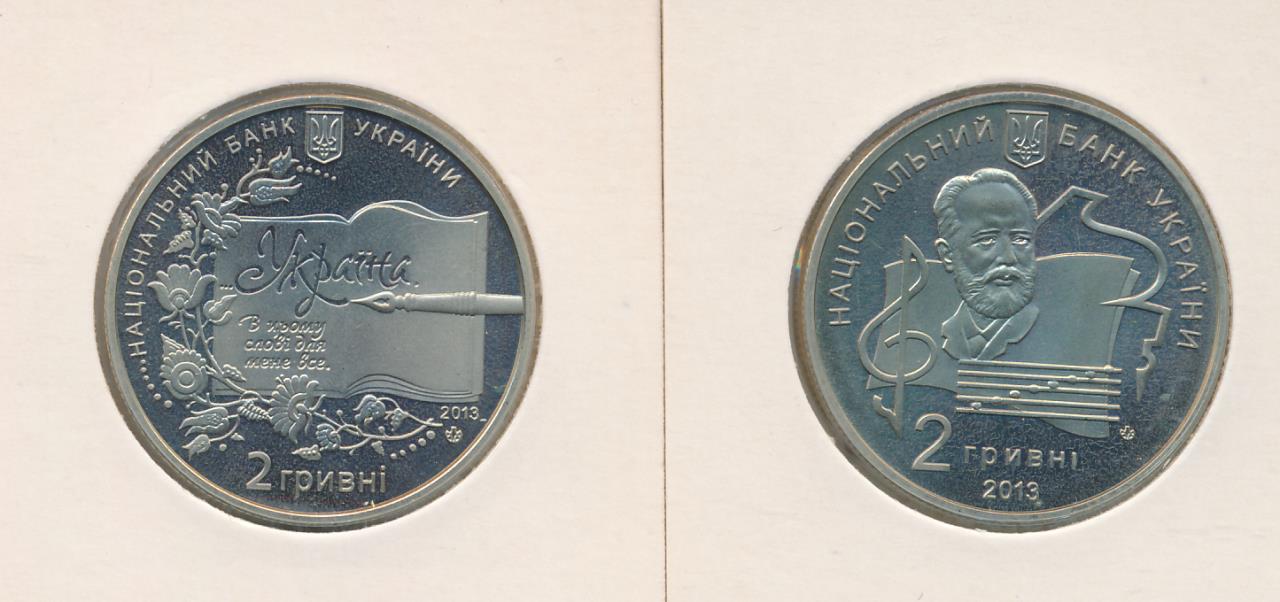 НАЦІОНАЛЬНИЙ БАНК УКРАЇНИ
...Україна.
В цьому
слові для
мене все.
2013
2 гривні
НАЦІОНАЛЬНИЙ БАНК УКРАЇНИ
2 гривні
2013